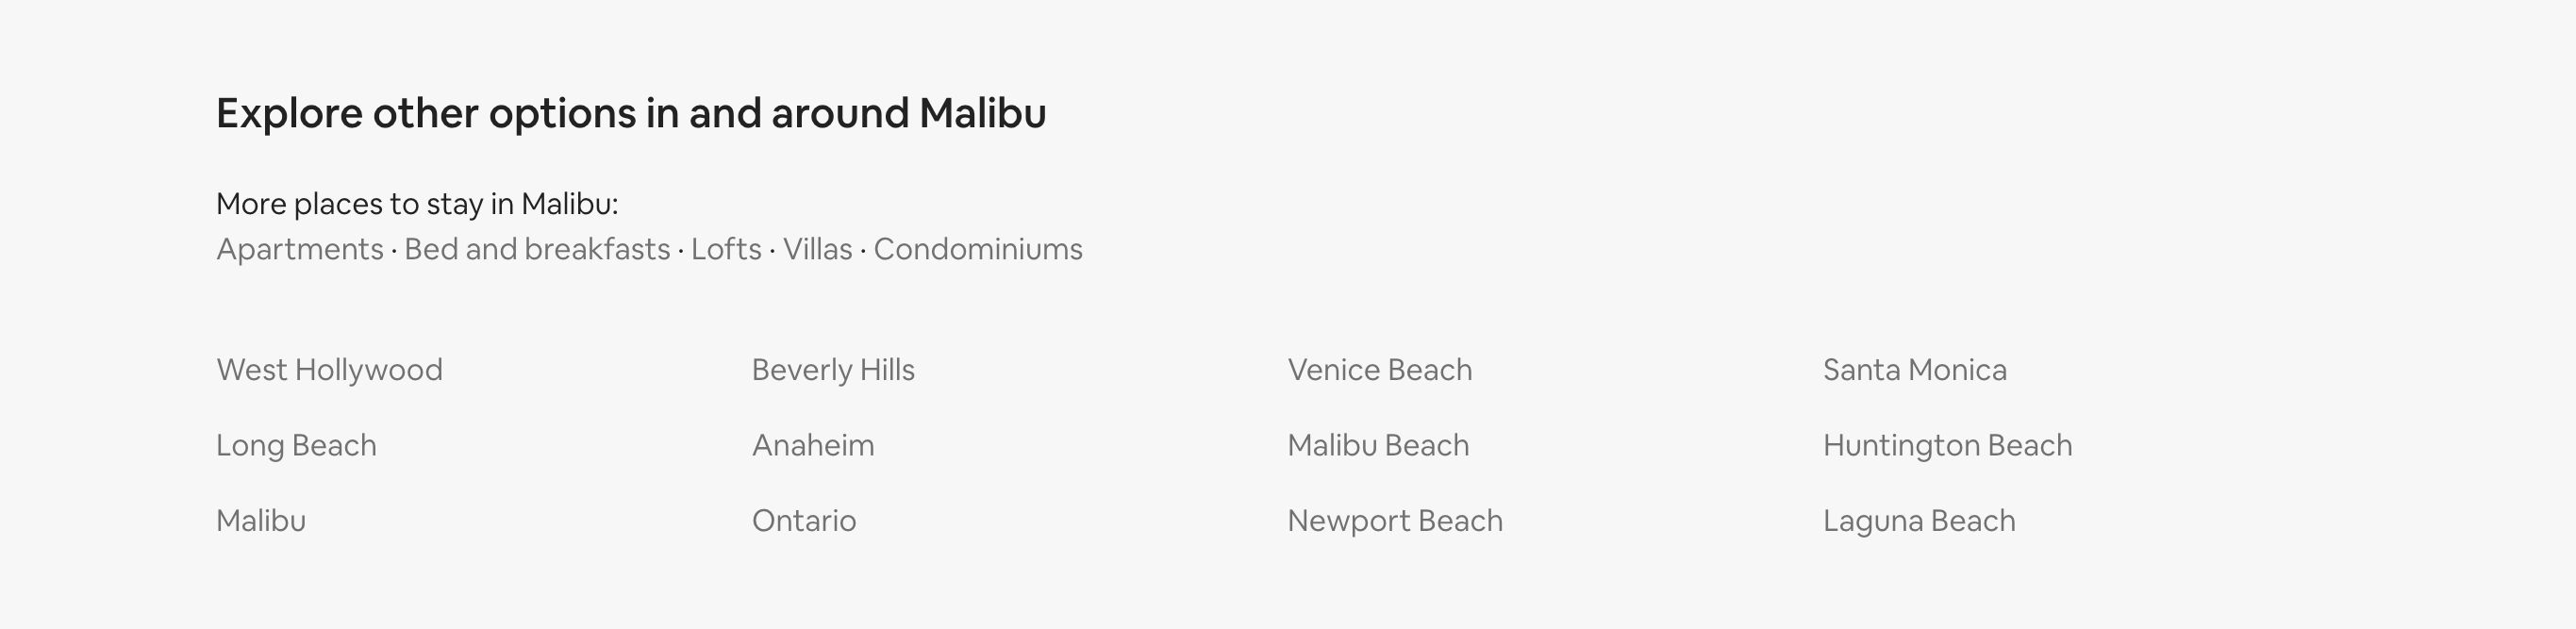 Explore other options in and around Malibu
More places to stay in Malibu:
Apartments · Bed and breakfasts · Lofts · Villas · Condominiums
West Hollywood Beverly Hills Venice Beach Santa Monica
Long Beach Anaheim Malibu Beach Huntington Beach
Malibu Ontario Newport Beach Laguna Beach